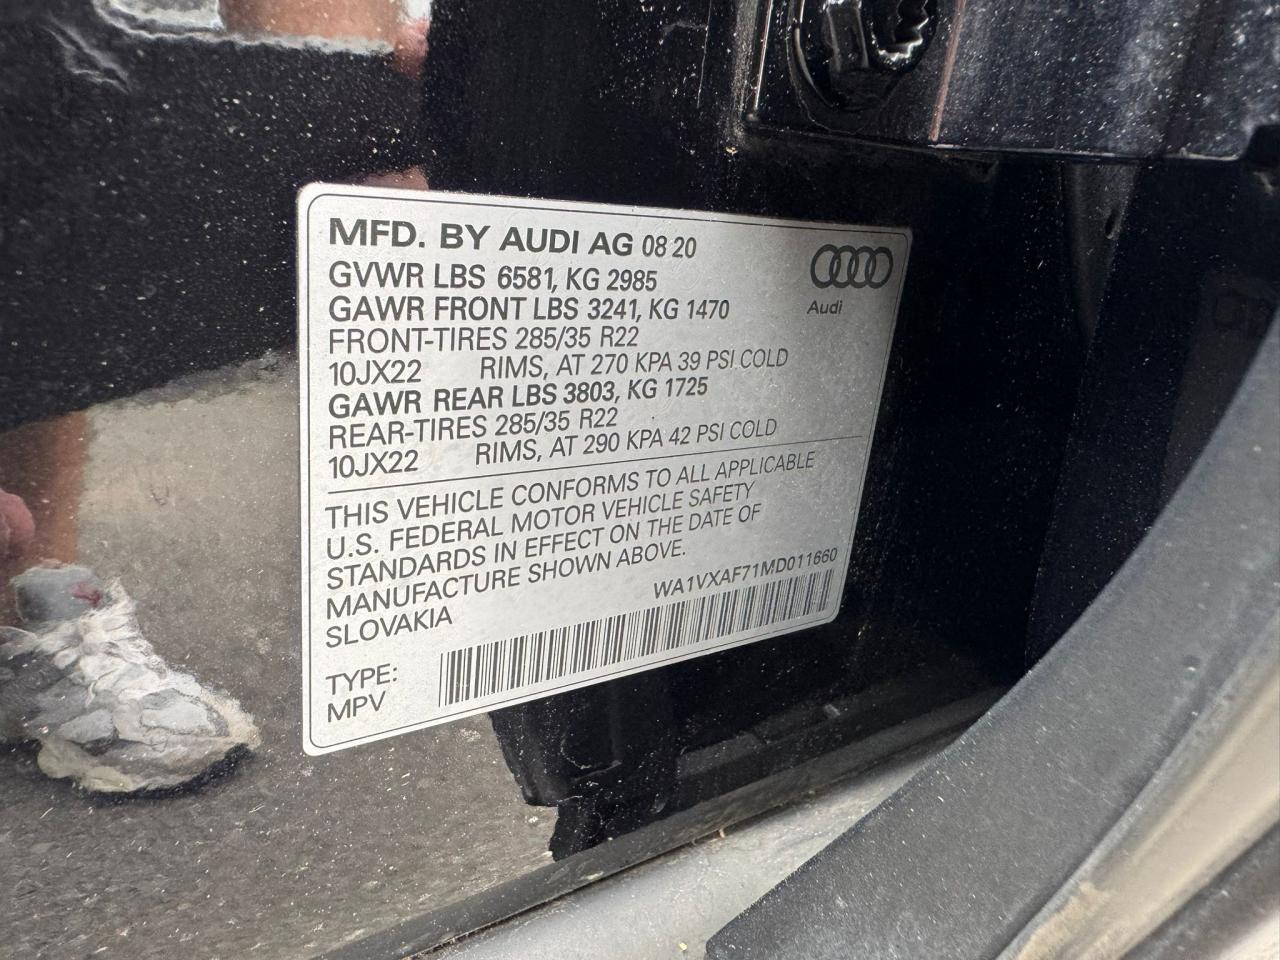 MFD. BY AUDI AG 08 20
GVWR LBS 6581, KG 2985
GAWR FRONT LBS 3241, KG 1470
FRONT-TIRES 285/35 R22
10JX22 RIMS, AT 270 KPA 39 PSI COLD
GAWR REAR LBS 3803, KG 1725
REAR-TIRES 285/35 R22
10JX22 RIMS, AT 290 KPA 42 PSI COLD
Audi
THIS VEHICLE CONFORMS TO ALL APPLICABLE
U.S. FEDERAL MOTOR VEHICLE SAFETY
STANDARDS IN EFFECT ON THE DATE OF
MANUFACTURE SHOWN ABOVE.
SLOVAKIA
WA1VXAF71MD011660
TYPE:
MPV